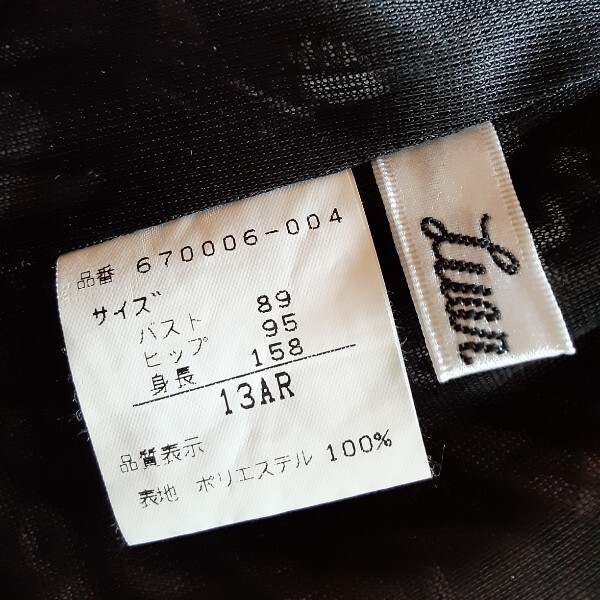 品番 670006-004
サイズ
バスト 89
ヒップ 95
身長 158
13AR
品質表示
表地 ポリエステル 100%